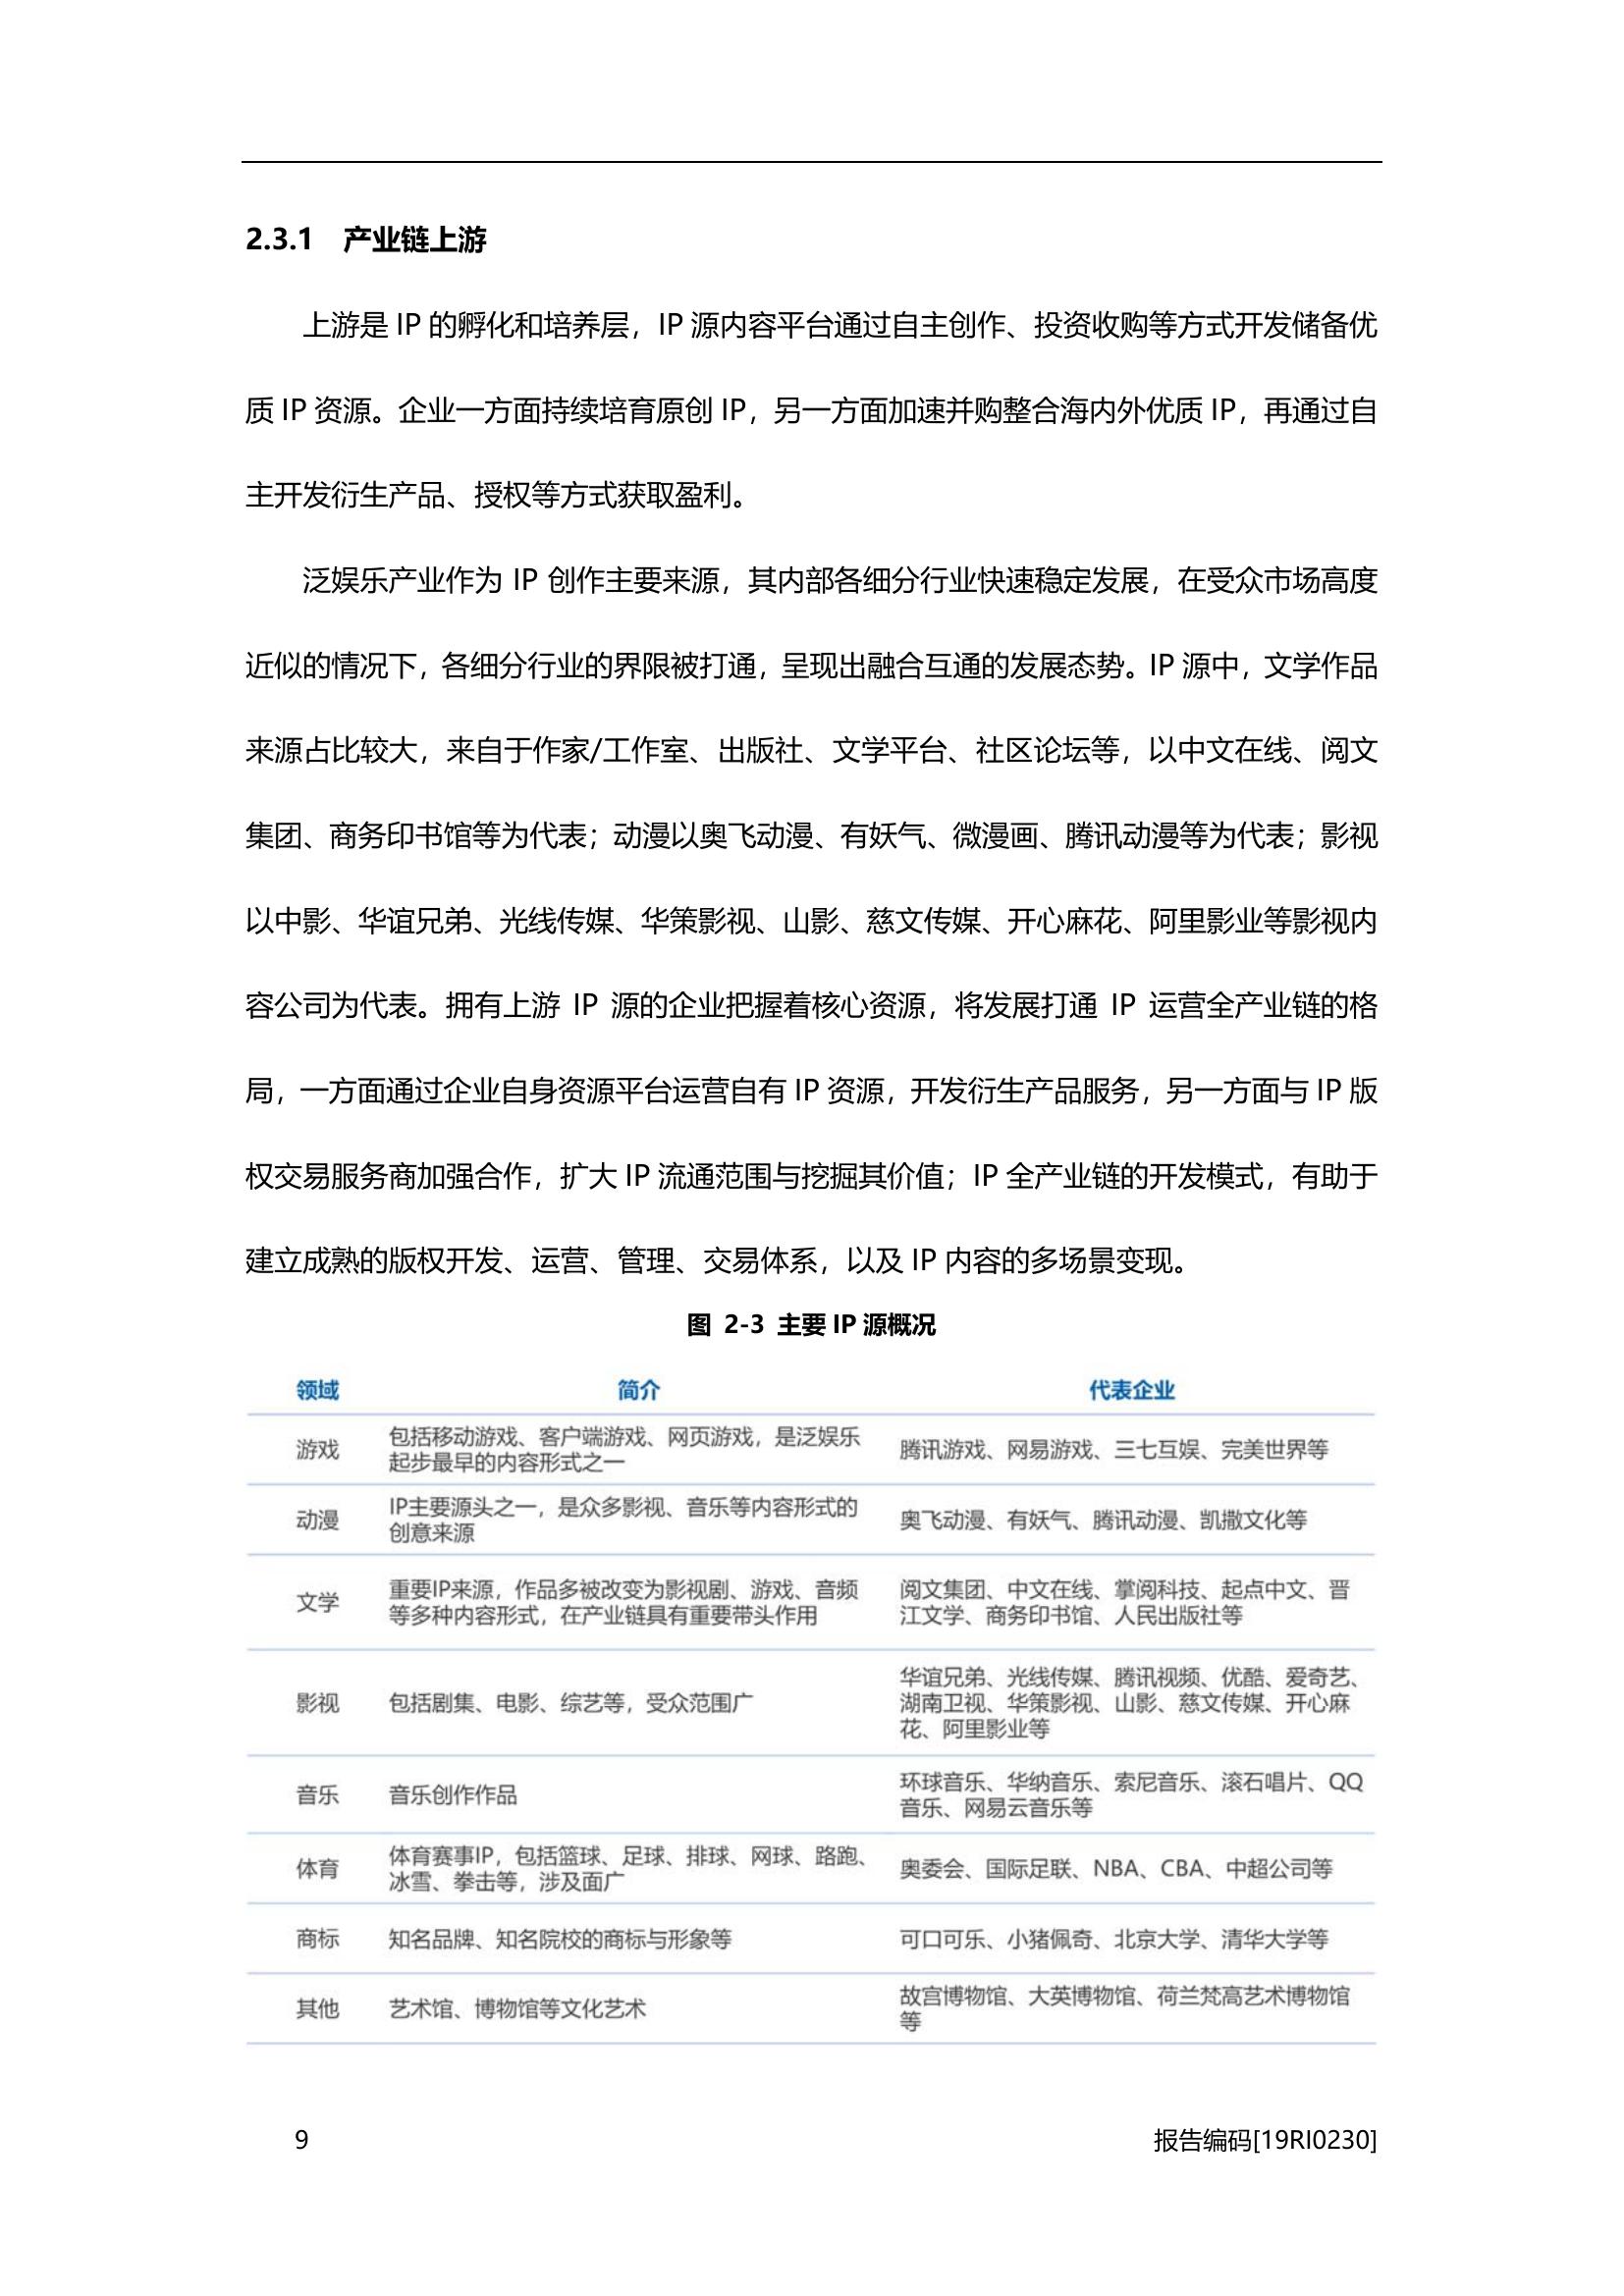 2.3.1 产业链上游
上游是 IP 的孵化和培养层，IP 源内容平台通过自主创作、投资收购等方式开发储备优
质 IP 资源。企业一方面持续培育原创 IP，另一方面加速并购整合海内外优质 IP，再通过自
主开发衍生产品、授权等方式获取盈利。
泛娱乐产业作为 IP 创作主要来源，其内部各细分行业快速稳定发展，在受众市场高度
近似的情况下，各细分行业的界限被打通，呈现出融合互通的发展态势。IP 源中，文学作品
来源占比较大，来自于作家/工作室、出版社、文学平台、社区论坛等，以中文在线、阅文
集团、商务印书馆等为代表；动漫以奥飞动漫、有妖气、微漫画、腾讯动漫等为代表；影视
以中影、华谊兄弟、光线传媒、华策影视、山影、慈文传媒、开心麻花、阿里影业等影视内
容公司为代表。拥有上游 IP 源的企业把握着核心资源，将发展打通 IP 运营全产业链的格
局，一方面通过企业自身资源平台运营自有 IP 资源，开发衍生产品服务，另一方面与 IP 版
权交易服务商加强合作，扩大 IP 流通范围与挖掘其价值；IP 全产业链的开发模式，有助于
建立成熟的版权开发、运营、管理、交易体系，以及 IP 内容的多场景变现。
图 2-3 主要 IP 源概况
领域 简介 代表企业
游戏 包括移动游戏、客户端游戏、网页游戏，是泛娱乐
起步最早的内容形式之一 腾讯游戏、网易游戏、三七互娱、完美世界等
动漫 IP主要源头之一，是众多影视、音乐等内容形式的
创意来源 奥飞动漫、有妖气、腾讯动漫、凯撒文化等
文学 重要IP来源，作品多被改变为影视剧、游戏、音频
等多种内容形式，在产业链具有重要带头作用 阅文集团、中文在线、掌阅科技、起点中文、晋
江文学、商务印书馆、人民出版社等
影视 包括剧集、电影、综艺等，受众范围广 华谊兄弟、光线传媒、腾讯视频、优酷、爱奇艺、
湖南卫视、华策影视、山影、慈文传媒、开心麻
花、阿里影业等
音乐 音乐创作作品 环球音乐、华纳音乐、索尼音乐、滚石唱片、QQ
音乐、网易云音乐等
体育 体育赛事IP，包括篮球、足球、排球、网球、路跑、
冰雪、拳击等，涉及面广 奥委会、国际足联、NBA、CBA、中超公司等
商标 知名品牌、知名院校的商标与形象等 可口可乐、小猪佩奇、北京大学、清华大学等
其他 艺术馆、博物馆等文化艺术 故宫博物馆、大英博物馆、荷兰梵高艺术博物馆
等
9 报告编码[19RI0230]